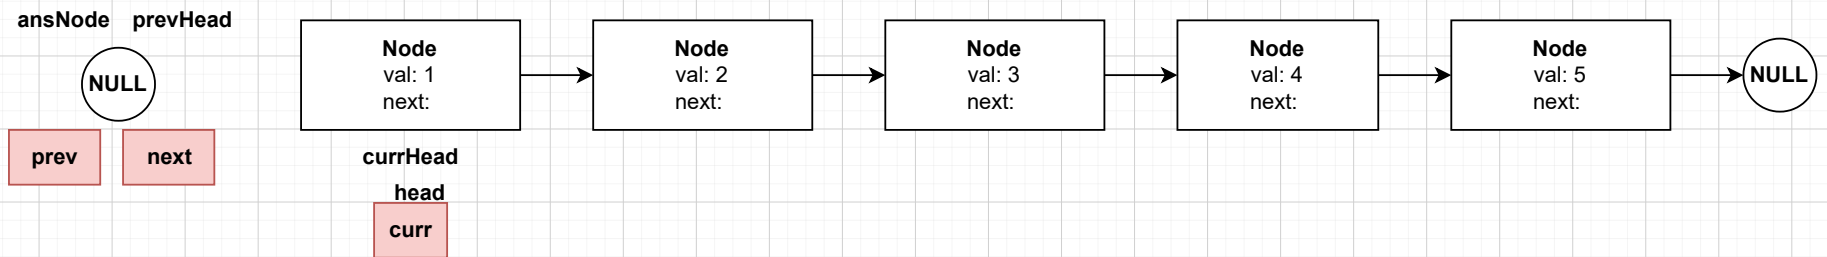 ansNode prevHead
NULL
prev next
Node
val: 1
next:
Node
val: 2
next:
Node
val: 3
next:
Node
val: 4
next:
Node
val: 5
next:
NULL
currHead
head
curr